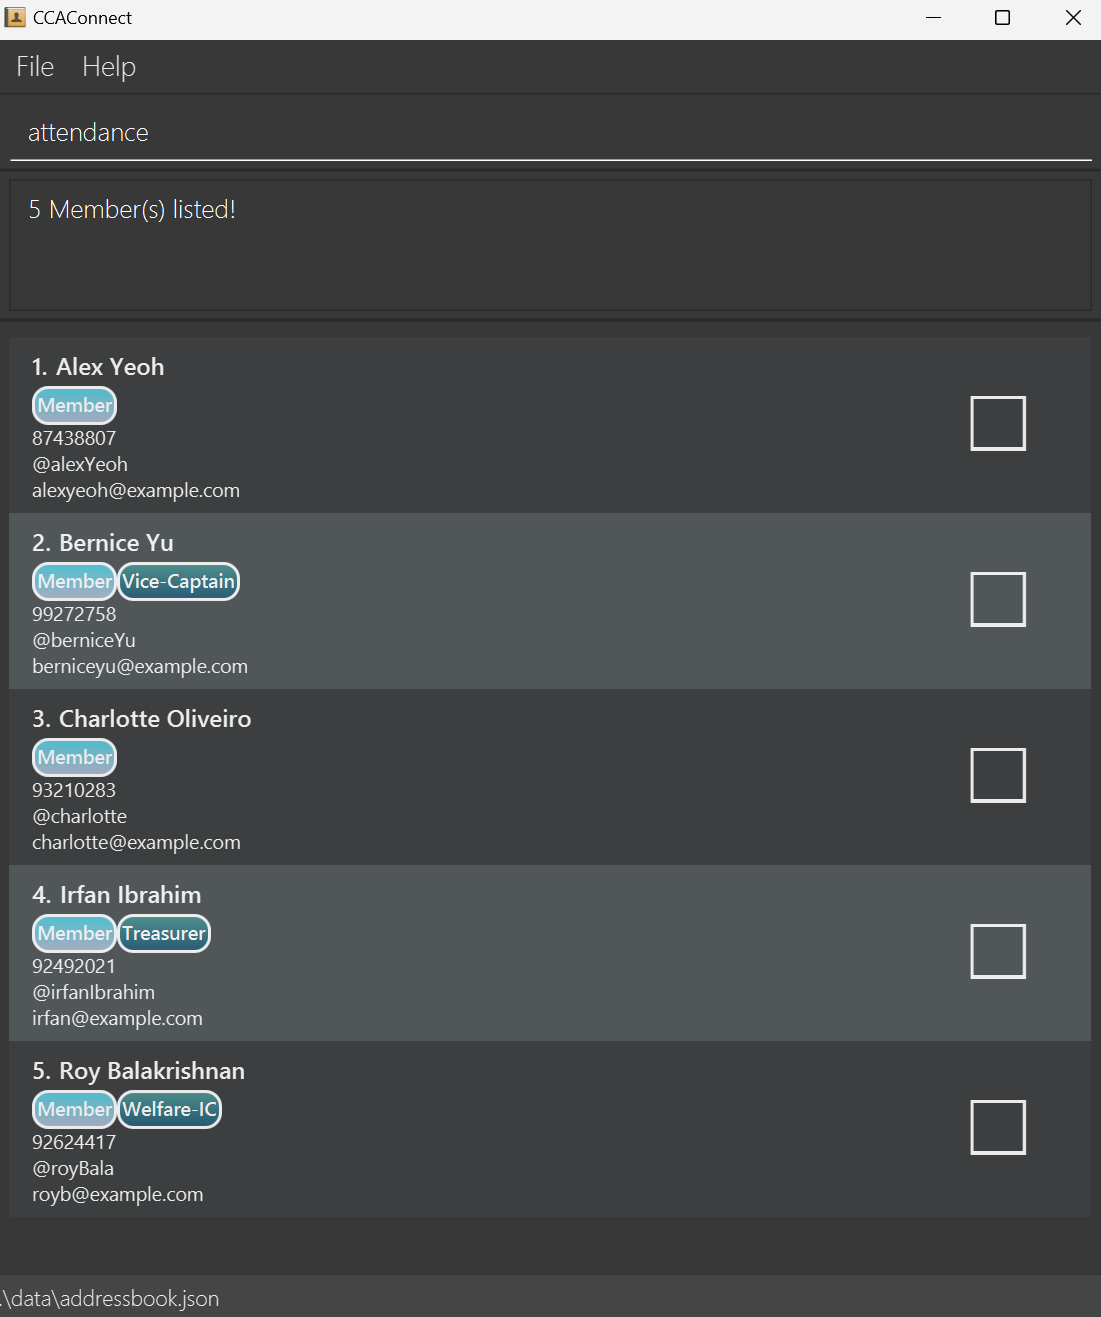 CCAConnect
File Help
attendance
5 Member(s) listed!
1. Alex Yeoh
Member
87438807
@alexYeoh
alexyeoh@example.com
2. Bernice Yu
Member Vice-Captain
99272758
@berniceYu
berniceyu@example.com
3. Charlotte Oliveiro
Member
93210283
@charlotte
charlotte@example.com
4. Irfan Ibrahim
Member Treasurer
92492021
@irfanIbrahim
irfan@example.com
5. Roy Balakrishnan
Member Welfare-IC
92624417
@royBala
royb@example.com
.\data\addressbook.json